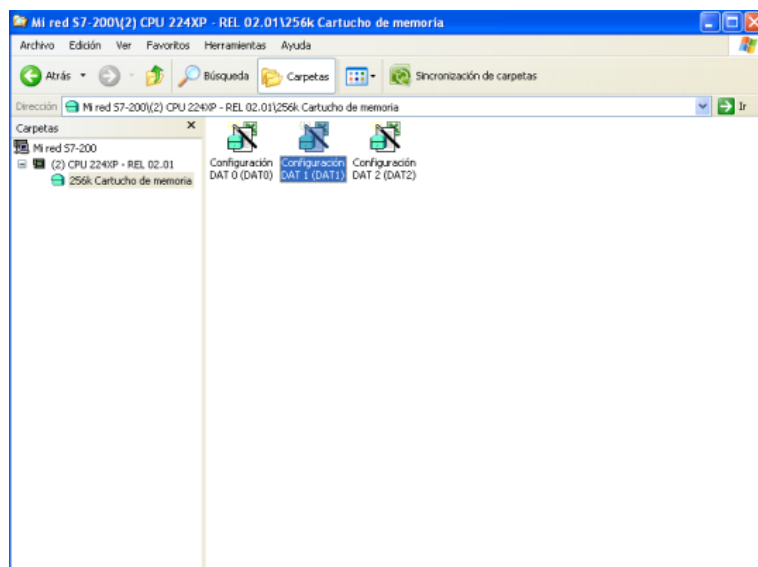 Mi red S7-200\(2) CPU 224XP - REL 02.01\256k Cartucho de memoria
Archivo Edición Ver Favoritos Herramientas Ayuda
Atrás Búsqueda Carpetas Sincronización de carpetas
Dirección Mi red S7-200\(2) CPU 224XP - REL 02.01\256k Cartucho de memoria Ir
Carpetas
Mi red S7-200
(2) CPU 224XP - REL 02.01
256k Cartucho de memoria
Configuración DAT 0 (DAT0)
Configuración DAT 1 (DAT1)
Configuración DAT 2 (DAT2)